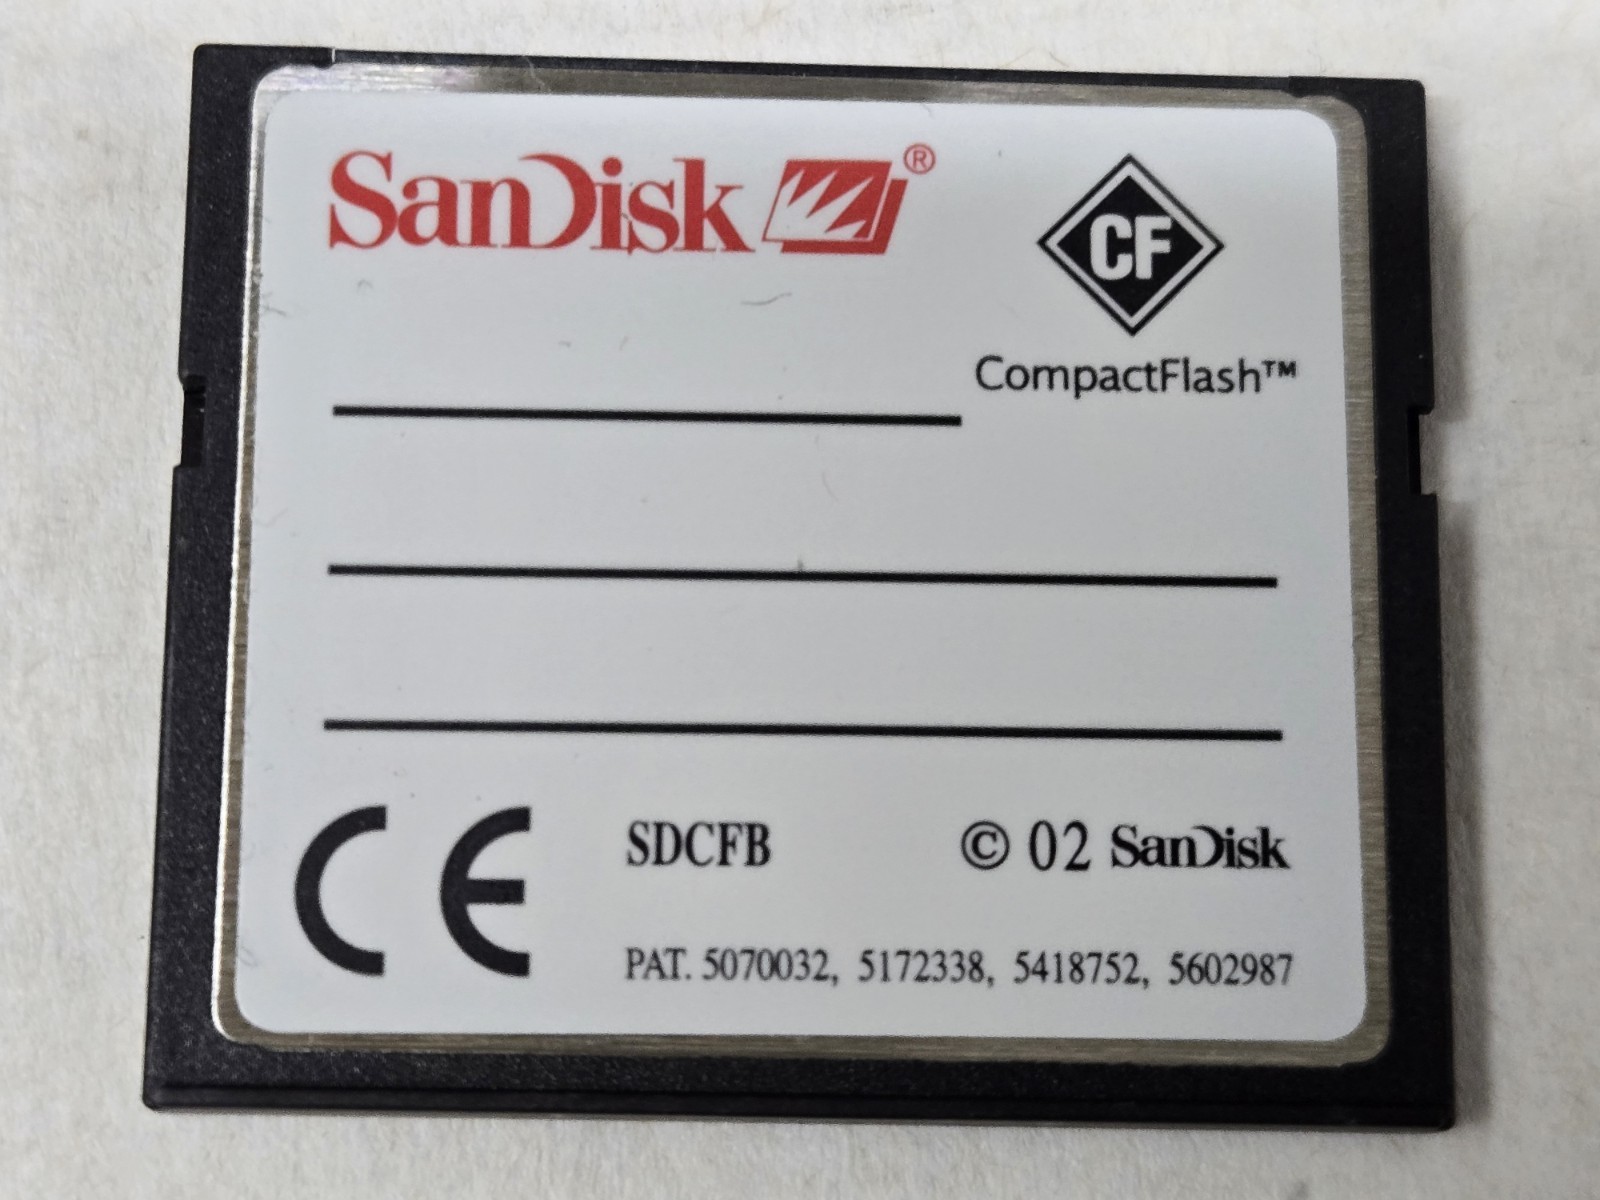 SanDisk ®
CF
CompactFlash™
CE
SDCFB © 02 SanDisk
PAT. 5070032, 5172338, 5418752, 5602987